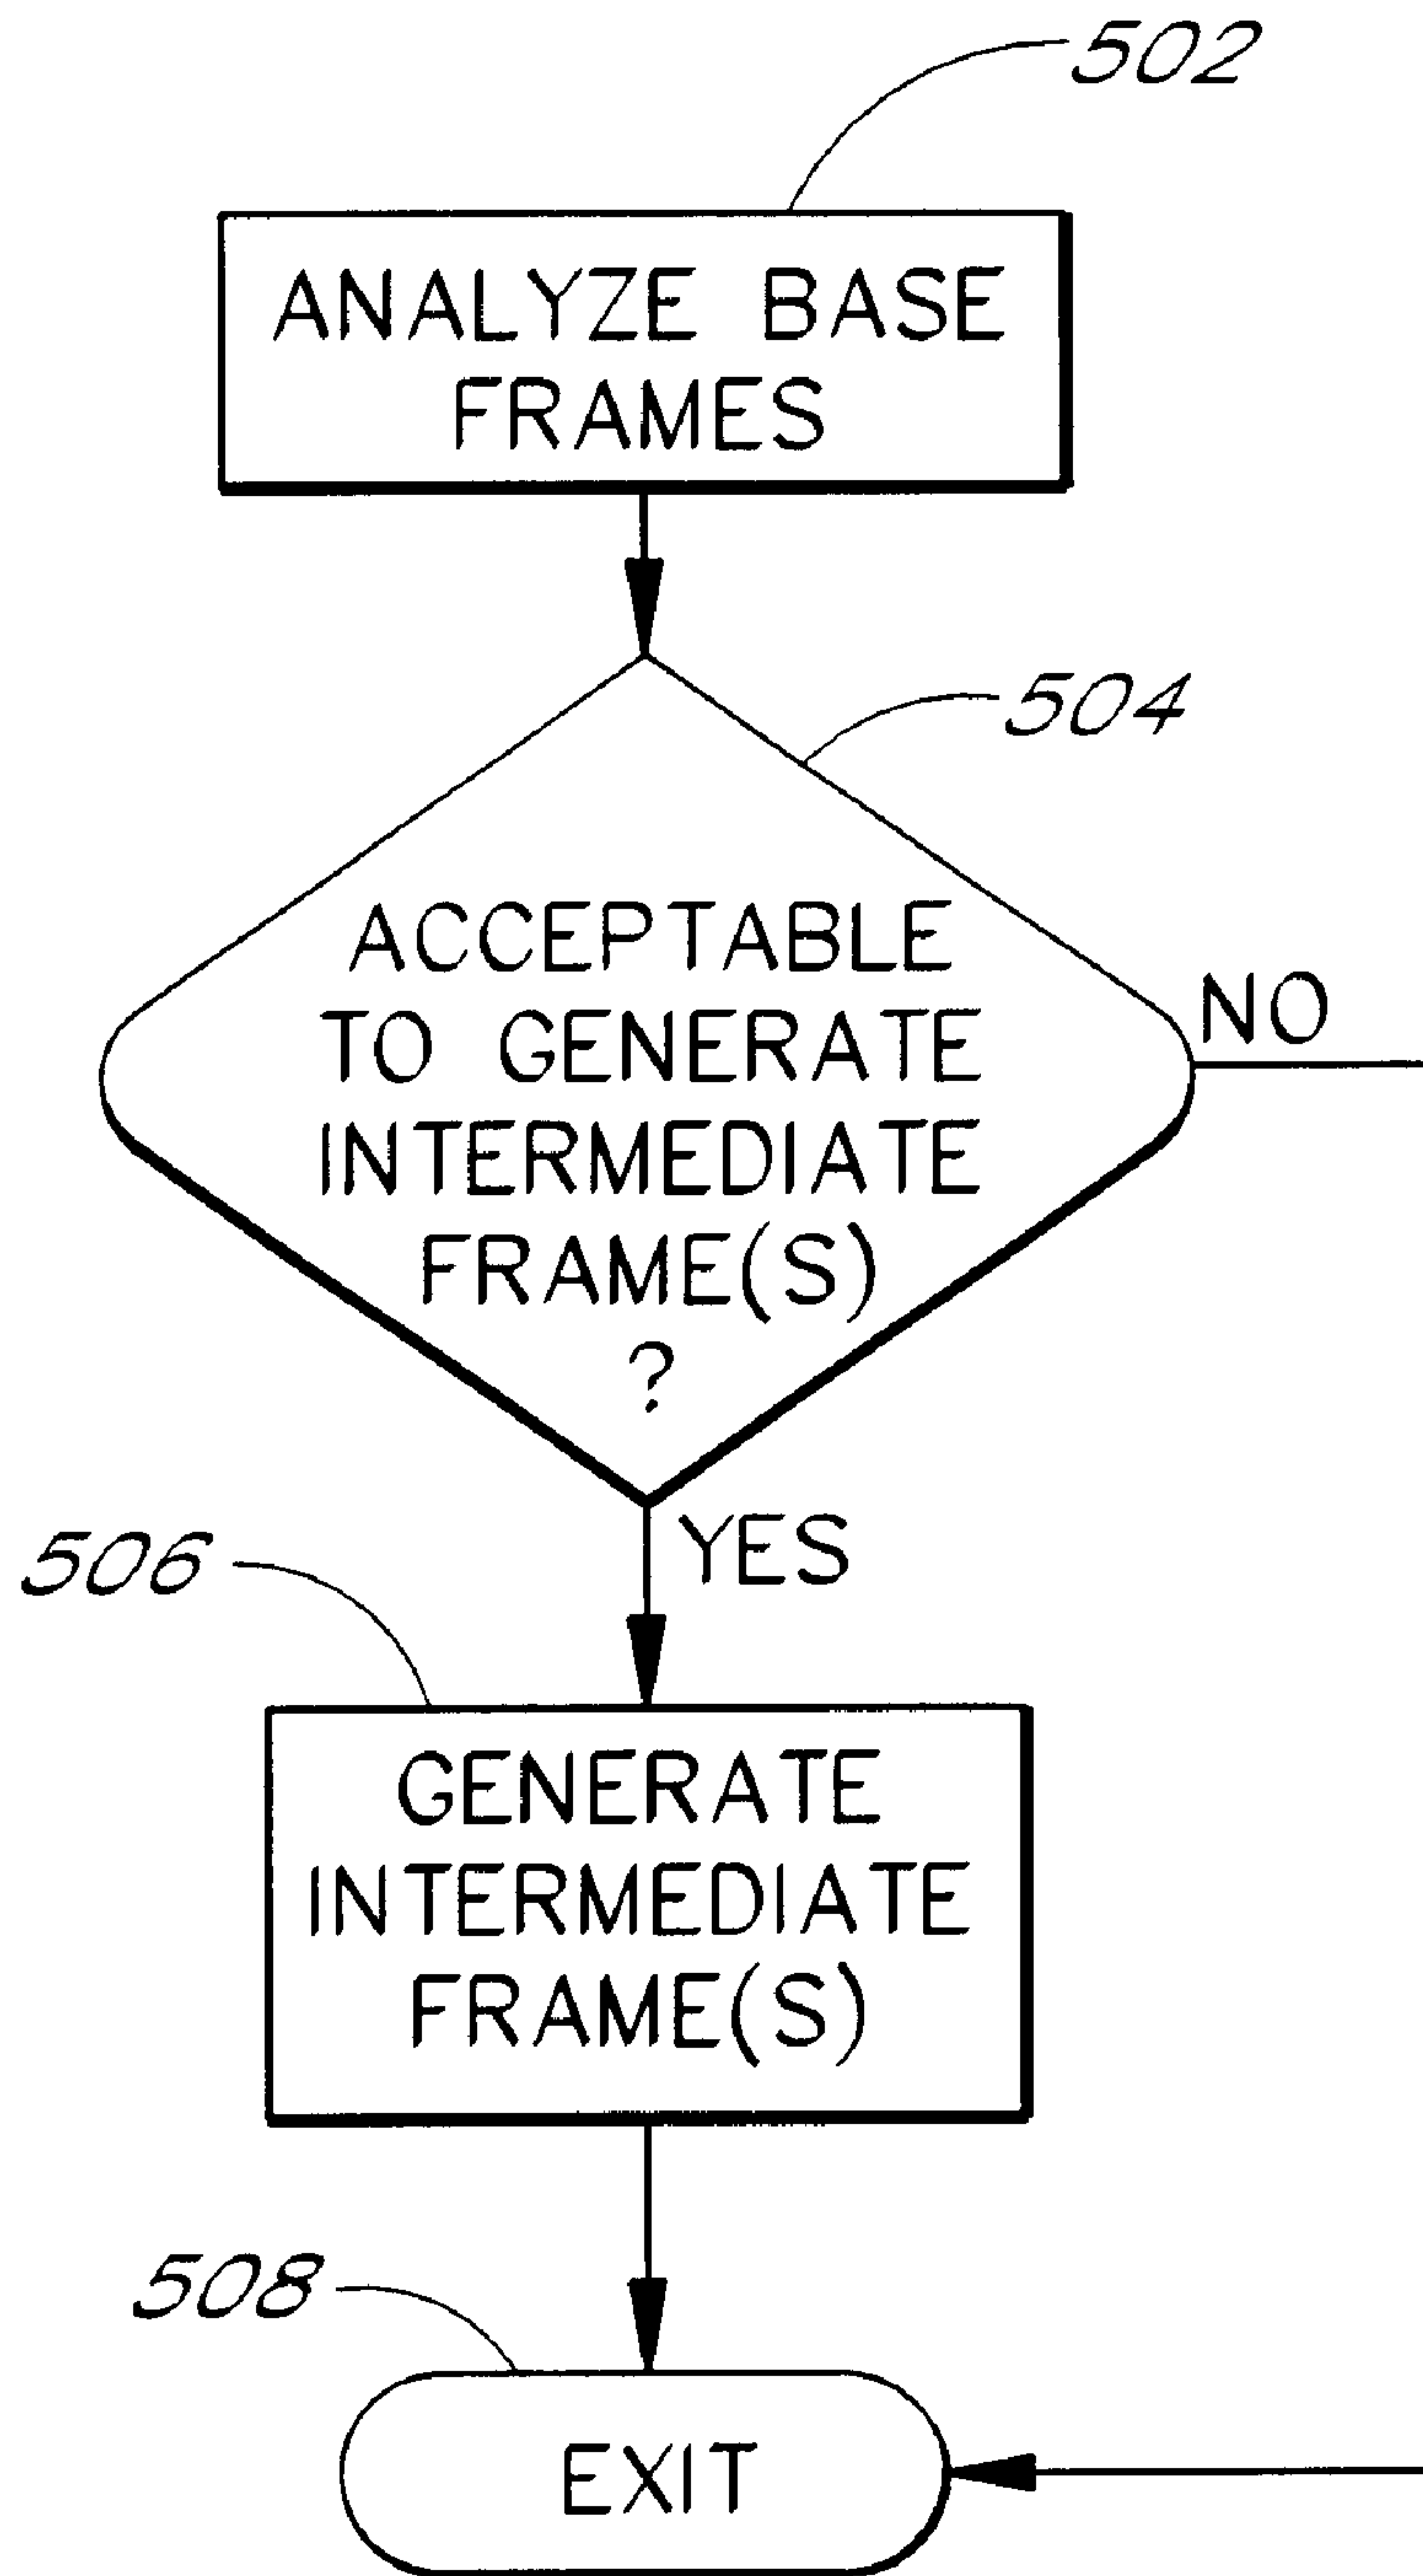 502
ANALYZE BASE
FRAMES
504
ACCEPTABLE
TO GENERATE
INTERMEDIATE
FRAME(S)
?
NO
YES
506
GENERATE
INTERMEDIATE
FRAME(S)
508
EXIT